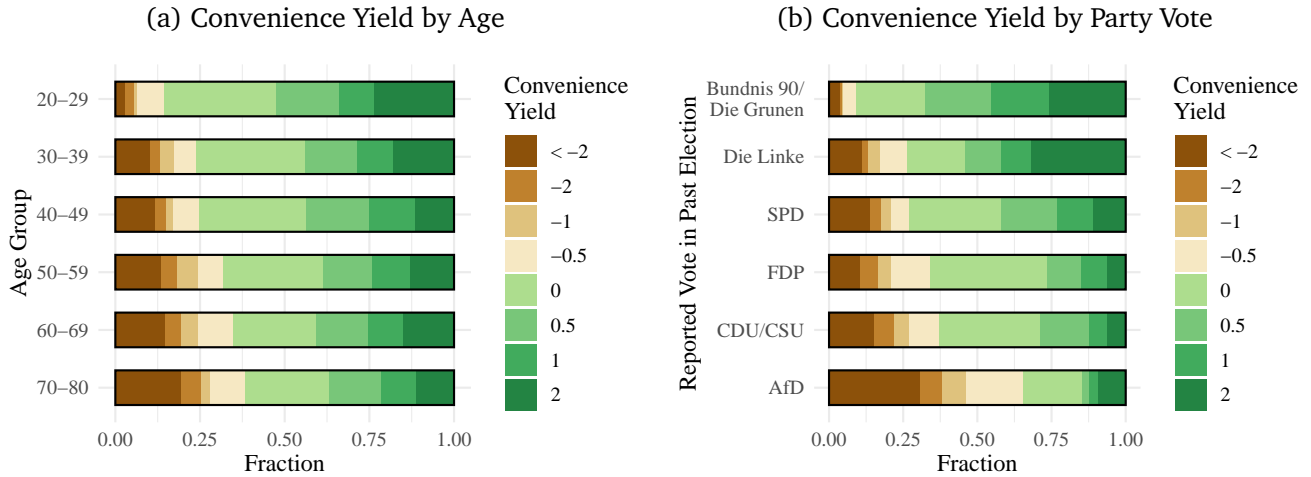 (a) Convenience Yield by Age
Age Group
20–29
30–39
40–49
50–59
60–69
70–80
0.00 0.25 0.50 0.75 1.00
Fraction
Convenience
Yield
< −2
−2
−1
−0.5
0
0.5
1
2
(b) Convenience Yield by Party Vote
Reported Vote in Past Election
Bundnis 90/
Die Grunen
Die Linke
SPD
FDP
CDU/CSU
AfD
0.00 0.25 0.50 0.75 1.00
Fraction
Convenience
Yield
< −2
−2
−1
−0.5
0
0.5
1
2